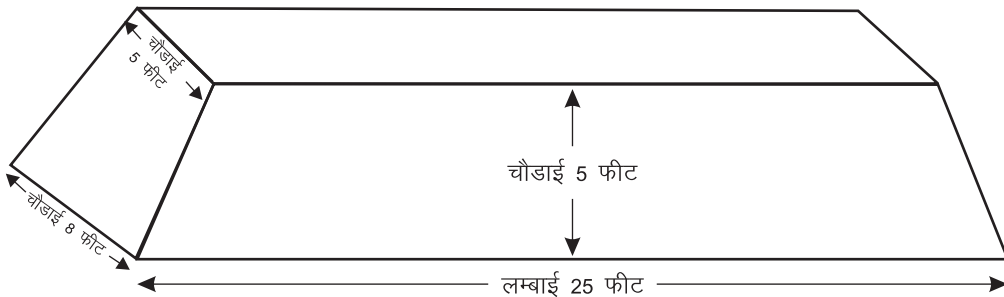 चौडाई
5 फीट
चौडाई 5 फीट
चौडाई 8 फीट
लम्बाई 25 फीट